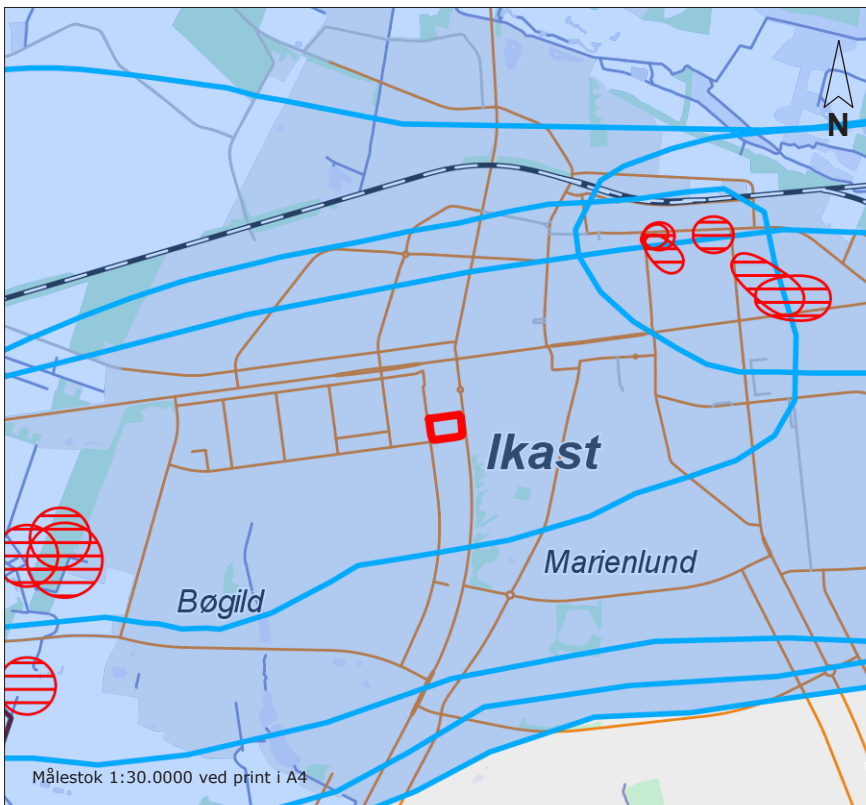 N
Ikast
Marienlund
Bøgild
Målestok 1:30.0000 ved print i A4